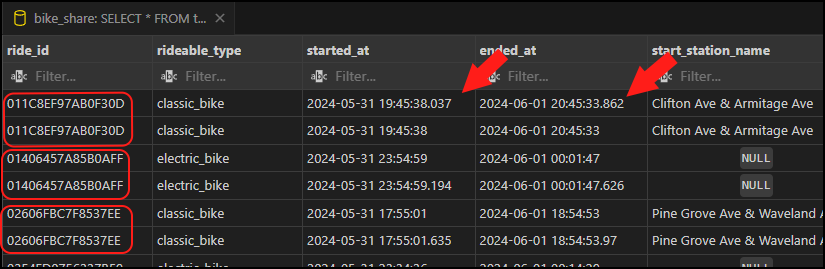 bike_share: SELECT * FROM t... ×
ride_id rideable_type started_at ended_at start_station_name
abc Filter... abc Filter... abc Filter... abc Filter... abc Filter...
011C8EF97AB0F30D classic_bike 2024-05-31 19:45:38.037 2024-06-01 20:45:33.862 Clifton Ave & Armitage Ave
011C8EF97AB0F30D classic_bike 2024-05-31 19:45:38 2024-06-01 20:45:33 Clifton Ave & Armitage Ave
01406457A85B0AFF electric_bike 2024-05-31 23:54:59 2024-06-01 00:01:47 NULL
01406457A85B0AFF electric_bike 2024-05-31 23:54:59.194 2024-06-01 00:01:47.626 NULL
02606FBC7F8537EE classic_bike 2024-05-31 17:55:01 2024-06-01 18:54:53 Pine Grove Ave & Waveland A
02606FBC7F8537EE classic_bike 2024-05-31 17:55:01.635 2024-06-01 18:54:53.97 Pine Grove Ave & Waveland A